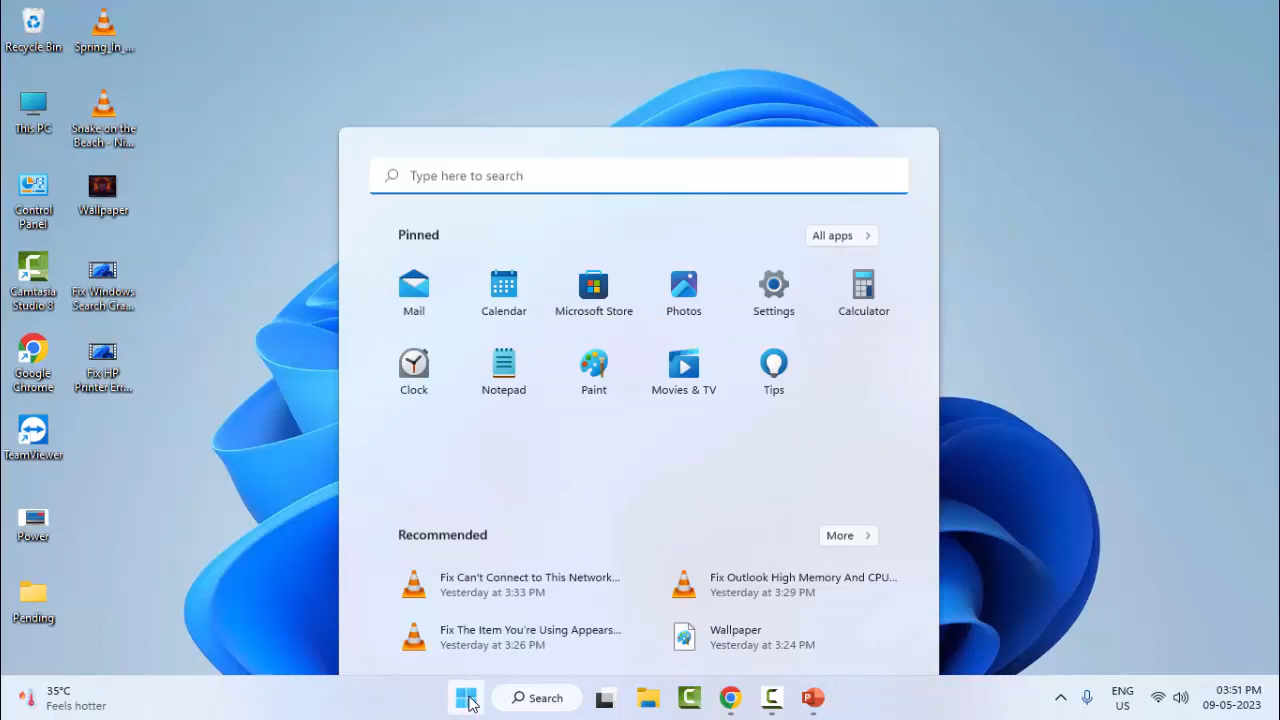 Recycle Bin
Spring_In_...
This PC
Snake on the
Beach - Ni...
Control
Panel
Wallpaper
Camtasia
Studio 8
Fix Windows
Search Cra...
Google
Chrome
Fix HP
Printer Err...
TeamViewer
Power
Pending
Type here to search
Pinned
All apps
Mail
Calendar
Microsoft Store
Photos
Settings
Calculator
Clock
Notepad
Paint
Movies & TV
Tips
Recommended
More
Fix Can't Connect to This Network...
Yesterday at 3:33 PM
Fix Outlook High Memory And CPU...
Yesterday at 3:29 PM
Fix The Item You're Using Appears...
Yesterday at 3:26 PM
Wallpaper
Yesterday at 3:24 PM
35°C
Feels hotter
Search
ENG
US
03:51 PM
09-05-2023